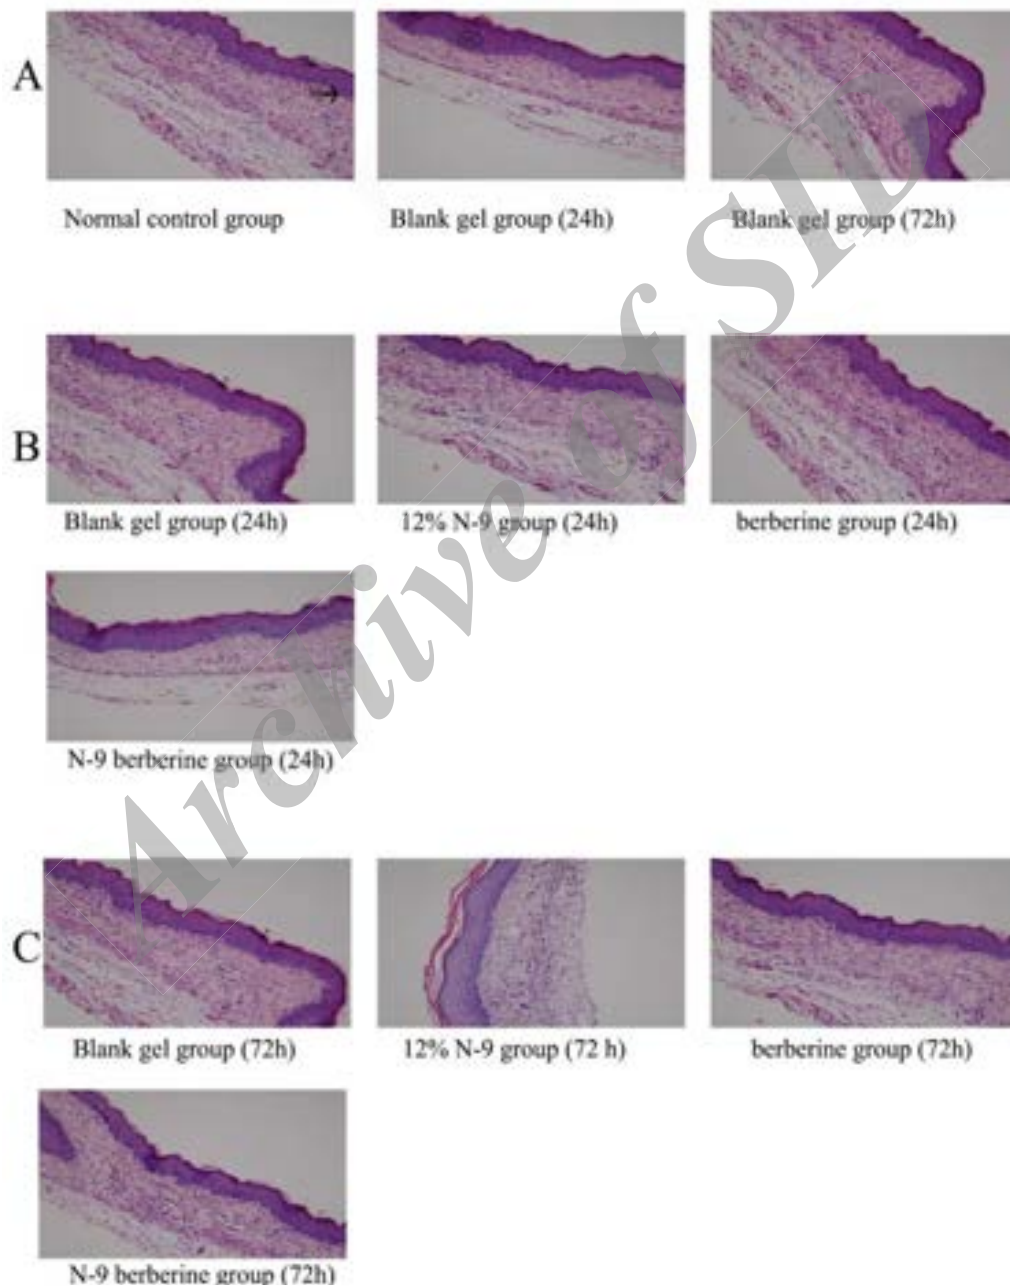 A
Normal control group
Blank gel group (24h)
Blank gel group (72h)
B
Blank gel group (24h)
12% N-9 group (24h)
berberine group (24h)
N-9 berberine group (24h)
C
Blank gel group (72h)
12% N-9 group (72 h)
berberine group (72h)
N-9 berberine group (72h)
Archive of SID